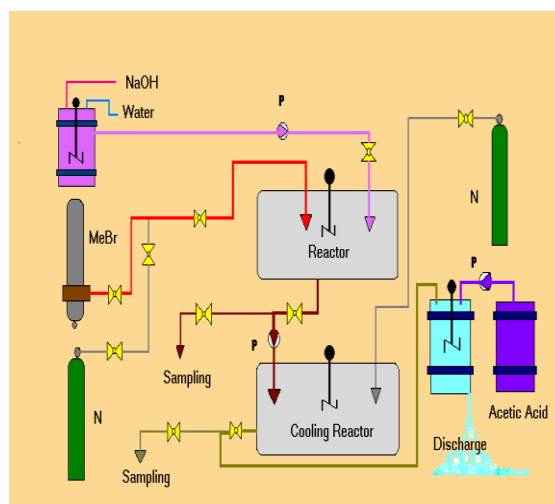 NaOH
Water
P
N
MeBr
Reactor
P
Sampling
P
N
Cooling Reactor
Acetic Acid
Discharge
Sampling